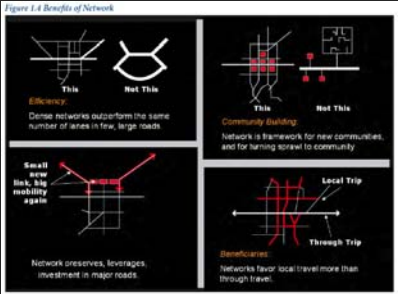 Figure 1.4 Benefits of Network
This
Not This
Efficiency:
Dense networks outperform the same
number of lanes in few, large roads.
This
Not This
Community Building:
Network is framework for new communities,
and for turning sprawl to community
Small
new
link, big
mobility
again
Network preserves, leverages,
investment in major roads.
Local Trip
Through Trip
Beneficiaries:
Networks favor local travel more than
through travel.